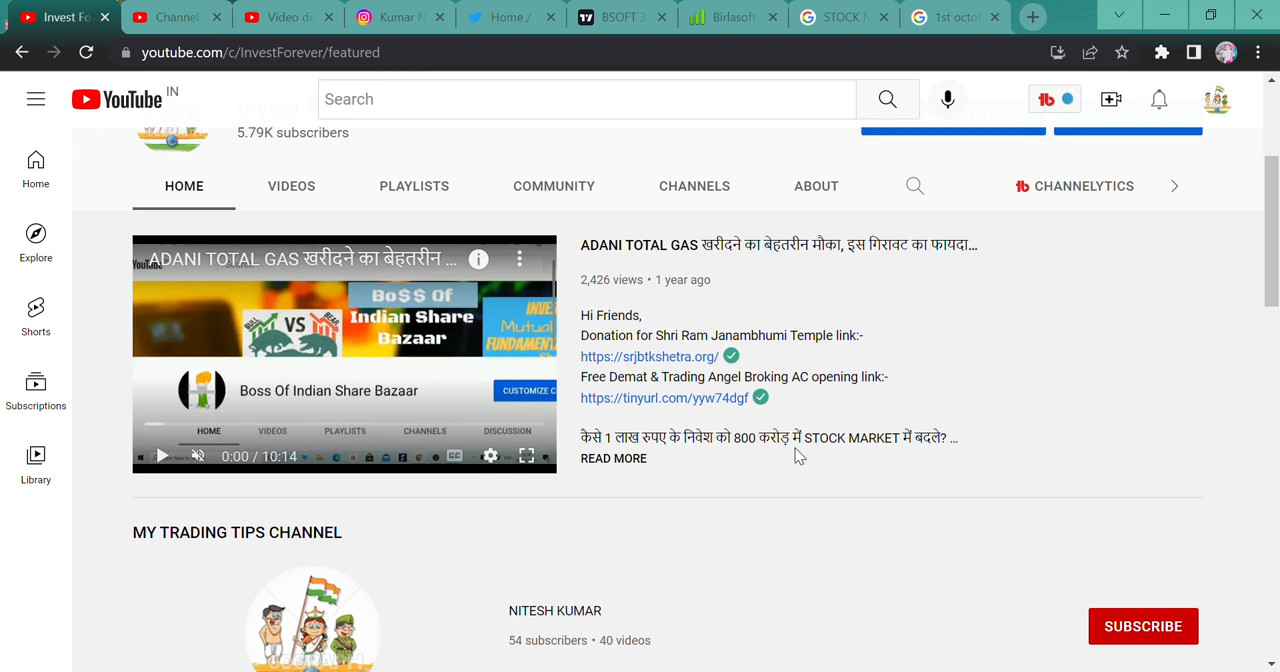 Invest Fo
Channel
Video de
Kumar N
Home /
BSOFT 3
Birlasoft
STOCK M
1st octo
youtube.com/c/InvestForever/featured
YouTube IN
Search
5.79K subscribers
HOME VIDEOS PLAYLISTS COMMUNITY CHANNELS ABOUT CHANNELYTICS
Home
Explore
Shorts
Subscriptions
Library
ADANI TOTAL GAS खरीदने का बेहतरीन ...
Bo$$ Of
Indian Share
Bazaar
VS
Mutual
Boss Of Indian Share Bazaar
CUSTOMIZE C
HOME VIDEOS PLAYLISTS CHANNELS DISCUSSION
0:00 / 10:14
ADANI TOTAL GAS खरीदने का बेहतरीन मौका, इस गिरावट का फायदा...
2,426 views • 1 year ago
Hi Friends,
Donation for Shri Ram Janambhumi Temple link:-
https://srjbtkshetra.org/
Free Demat & Trading Angel Broking AC opening link:-
https://tinyurl.com/yyw74dgf
कैसे 1 लाख रुपए के निवेश को 800 करोड़ में STOCK MARKET में बदले? ...
READ MORE
MY TRADING TIPS CHANNEL
NITESH KUMAR
54 subscribers • 40 videos
SUBSCRIBE